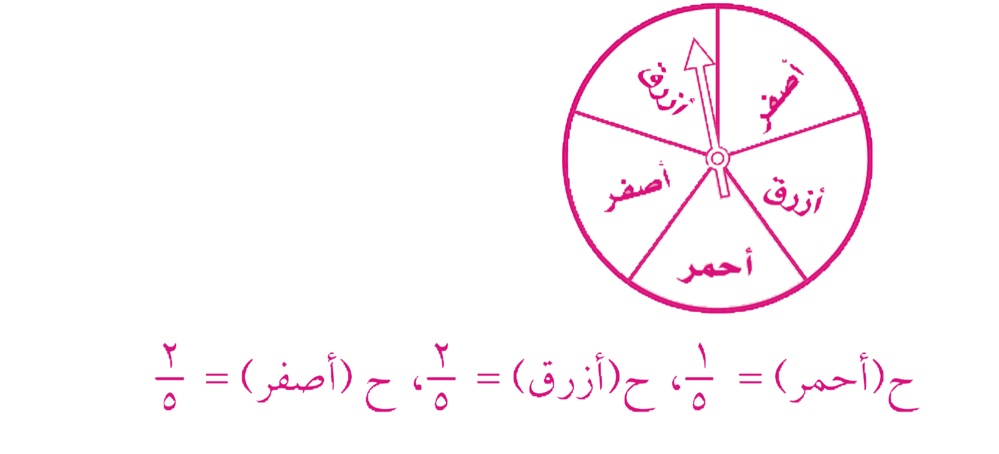 أصفر
أزرق
أزرق
أصفر
أحمر
ح(أحمر) = ١/٥، ح(أزرق) = ٢/٥، ح (أصفر) = ٢/٥